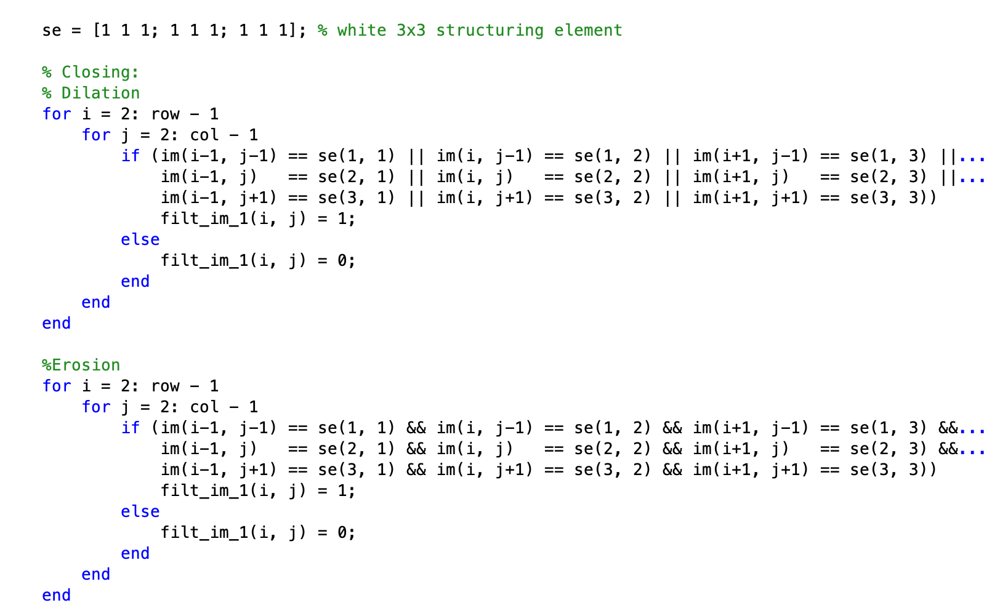 se = [1 1 1; 1 1 1; 1 1 1]; % white 3x3 structuring element

% Closing:
% Dilation
for i = 2: row - 1
    for j = 2: col - 1
        if (im(i-1, j-1) == se(1, 1) || im(i, j-1) == se(1, 2) || im(i+1, j-1) == se(1, 3) ||...
            im(i-1, j)   == se(2, 1) || im(i, j)   == se(2, 2) || im(i+1, j)   == se(2, 3) ||...
            im(i-1, j+1) == se(3, 1) || im(i, j+1) == se(3, 2) || im(i+1, j+1) == se(3, 3))
            filt_im_1(i, j) = 1;
        else
            filt_im_1(i, j) = 0;
        end
    end
end

%Erosion
for i = 2: row - 1
    for j = 2: col - 1
        if (im(i-1, j-1) == se(1, 1) && im(i, j-1) == se(1, 2) && im(i+1, j-1) == se(1, 3) &&...
            im(i-1, j)   == se(2, 1) && im(i, j)   == se(2, 2) && im(i+1, j)   == se(2, 3) &&...
            im(i-1, j+1) == se(3, 1) && im(i, j+1) == se(3, 2) && im(i+1, j+1) == se(3, 3))
            filt_im_1(i, j) = 1;
        else
            filt_im_1(i, j) = 0;
        end
    end
end